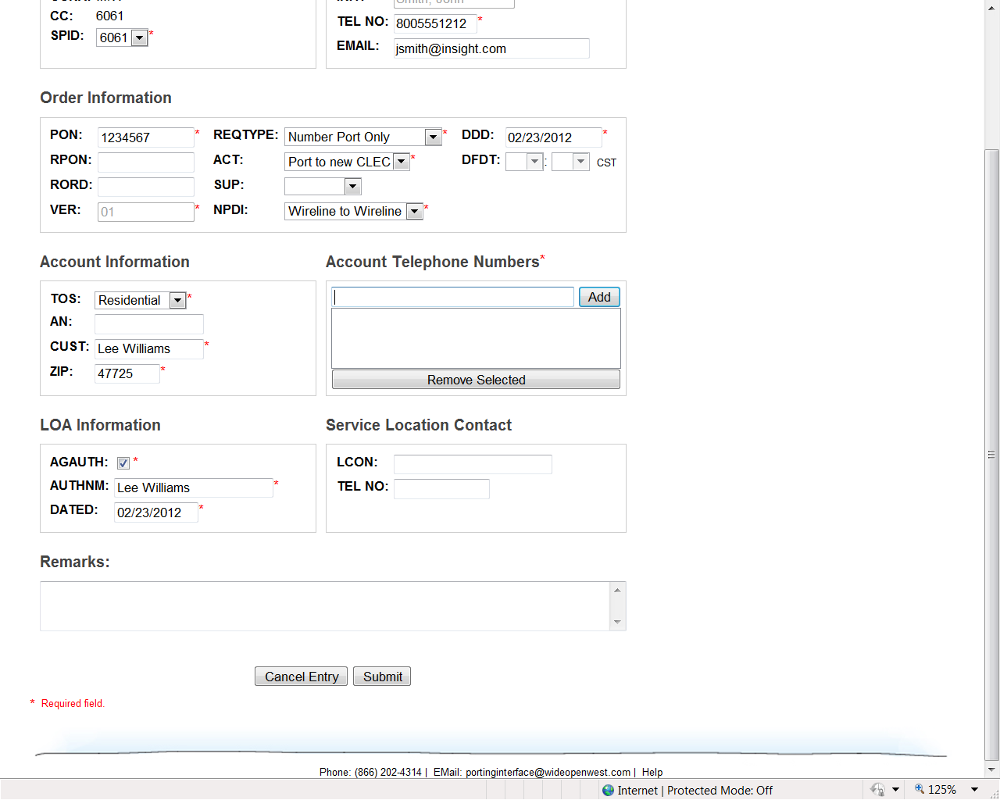 CC: 6061
SPID: 6061 *
Smith, John
TEL NO: 8005551212 *
EMAIL: jsmith@insight.com
Order Information
PON: 1234567 * REQTYPE: Number Port Only * DDD: 02/23/2012 *
RPON: ACT: Port to new CLEC * DFDT: : CST
RORD: SUP:
VER: 01 * NPDI: Wireline to Wireline *
Account Information
TOS: Residential *
AN:
CUST: Lee Williams *
ZIP: 47725 *
Account Telephone Numbers*
Add
Remove Selected
LOA Information
AGAUTH: *
AUTHNM: Lee Williams *
DATED: 02/23/2012 *
Service Location Contact
LCON:
TEL NO:
Remarks:
Cancel Entry Submit
* Required field.
Phone: (866) 202-4314 | EMail: portinginterface@wideopenwest.com | Help
Internet | Protected Mode: Off 125%